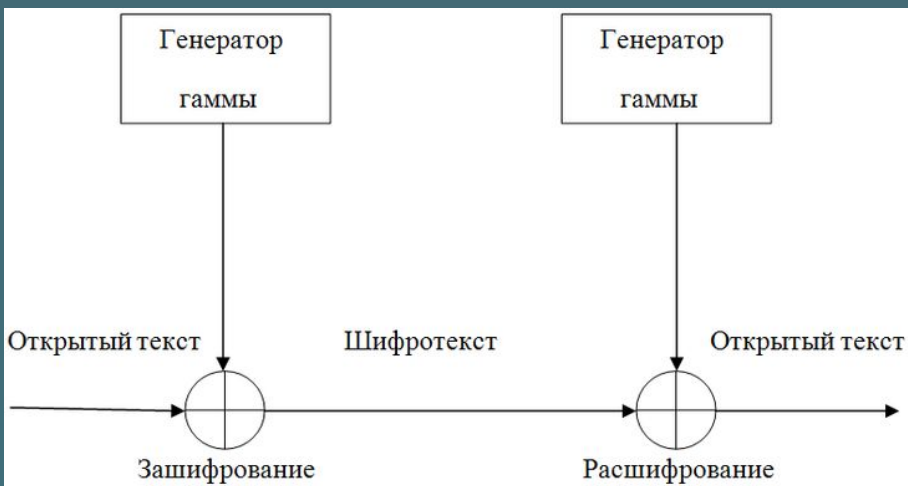 Генератор
гаммы
Генератор
гаммы
Открытый текст
Шифротекст
Открытый текст
Зашифрование
Расшифрование